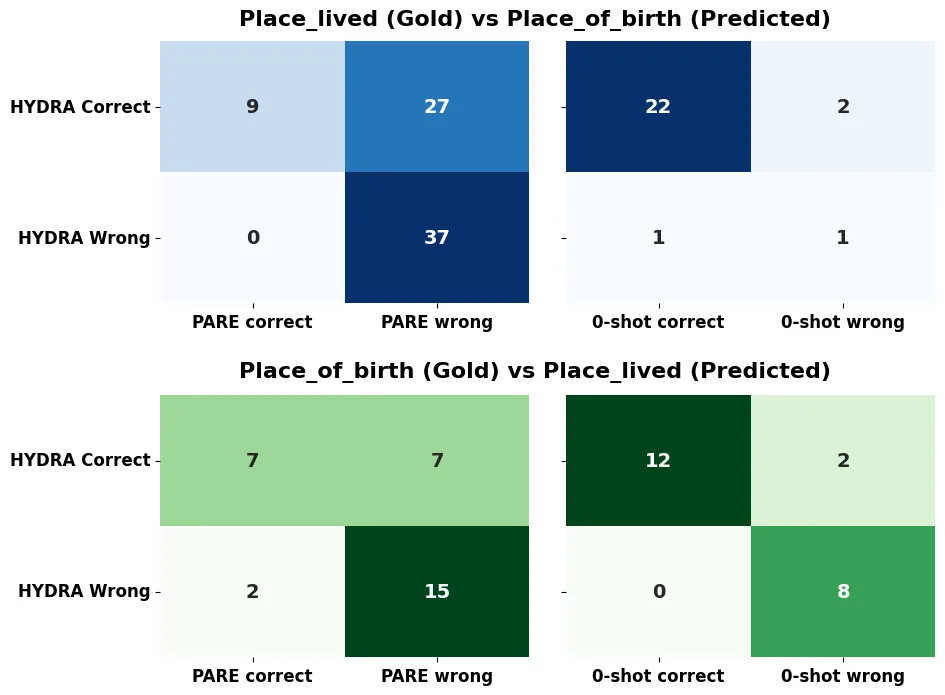 Place_lived (Gold) vs Place_of_birth (Predicted)
HYDRA Correct 9 27 22 2
HYDRA Wrong 0 37 1 1
PARE correct PARE wrong 0-shot correct 0-shot wrong
Place_of_birth (Gold) vs Place_lived (Predicted)
HYDRA Correct 7 7 12 2
HYDRA Wrong 2 15 0 8
PARE correct PARE wrong 0-shot correct 0-shot wrong